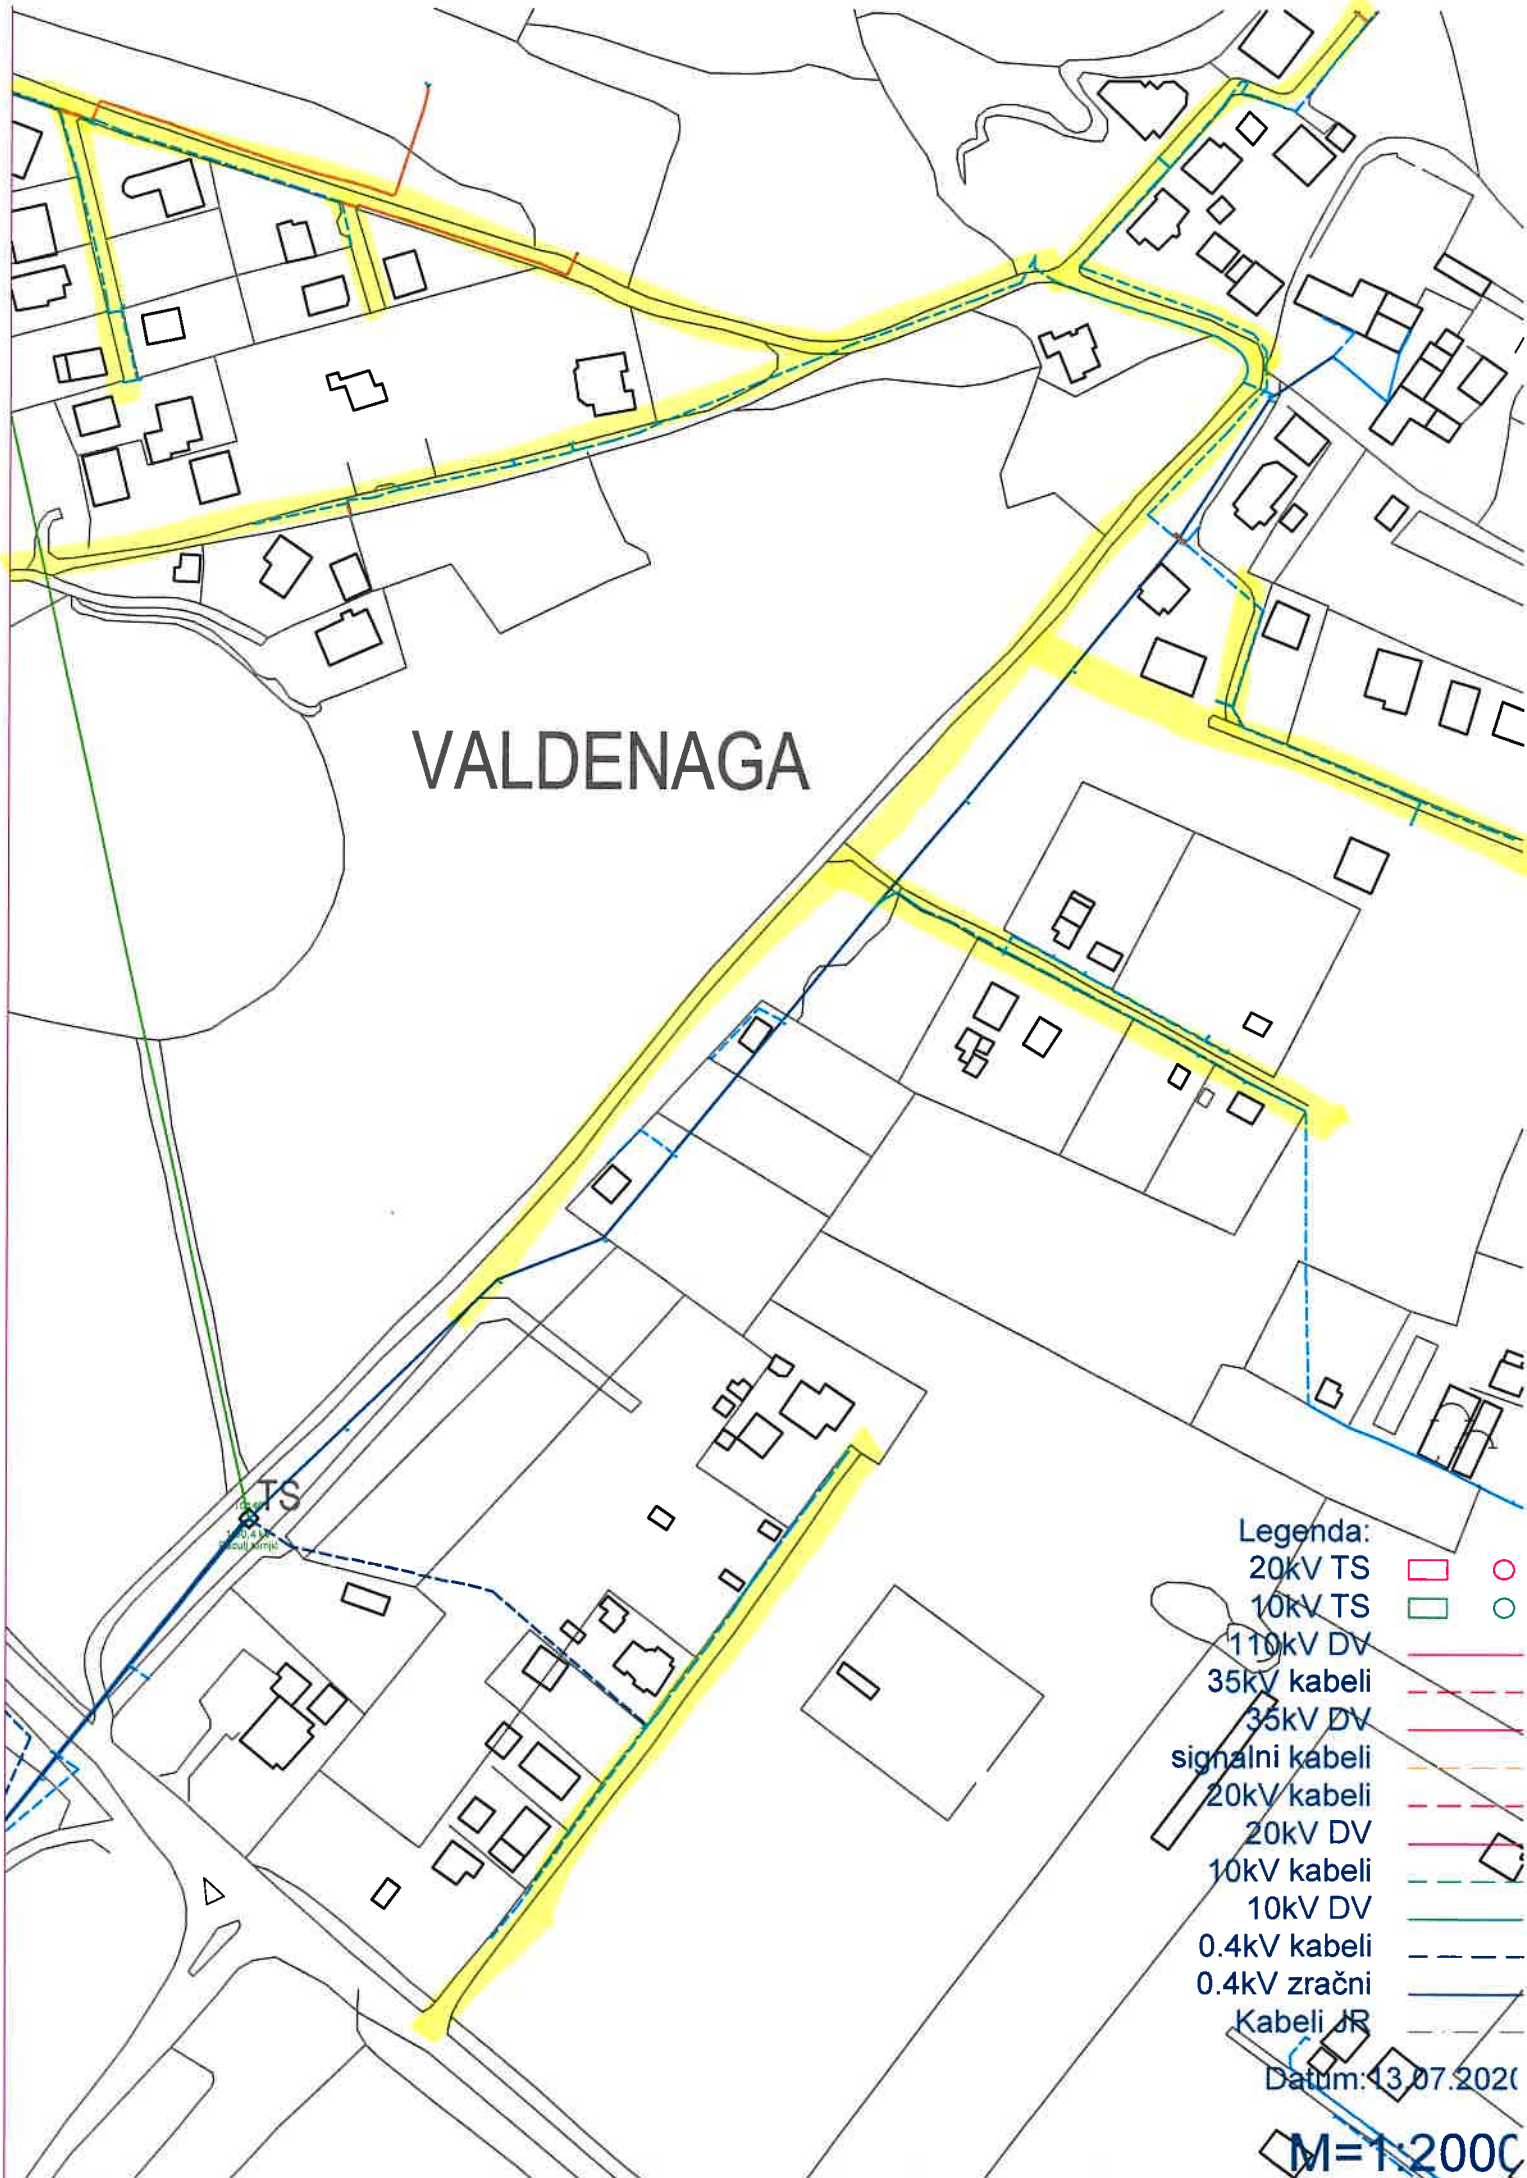 VALDENAGA
TS
Legenda:
20kV TS
10kV TS
110kV DV
35kV kabeli
35kV DV
signalni kabeli
20kV kabeli
20kV DV
10kV kabeli
10kV DV
0.4kV kabeli
0.4kV zračni
Kabeli JR
Datum:13.07.202(
M=1:200